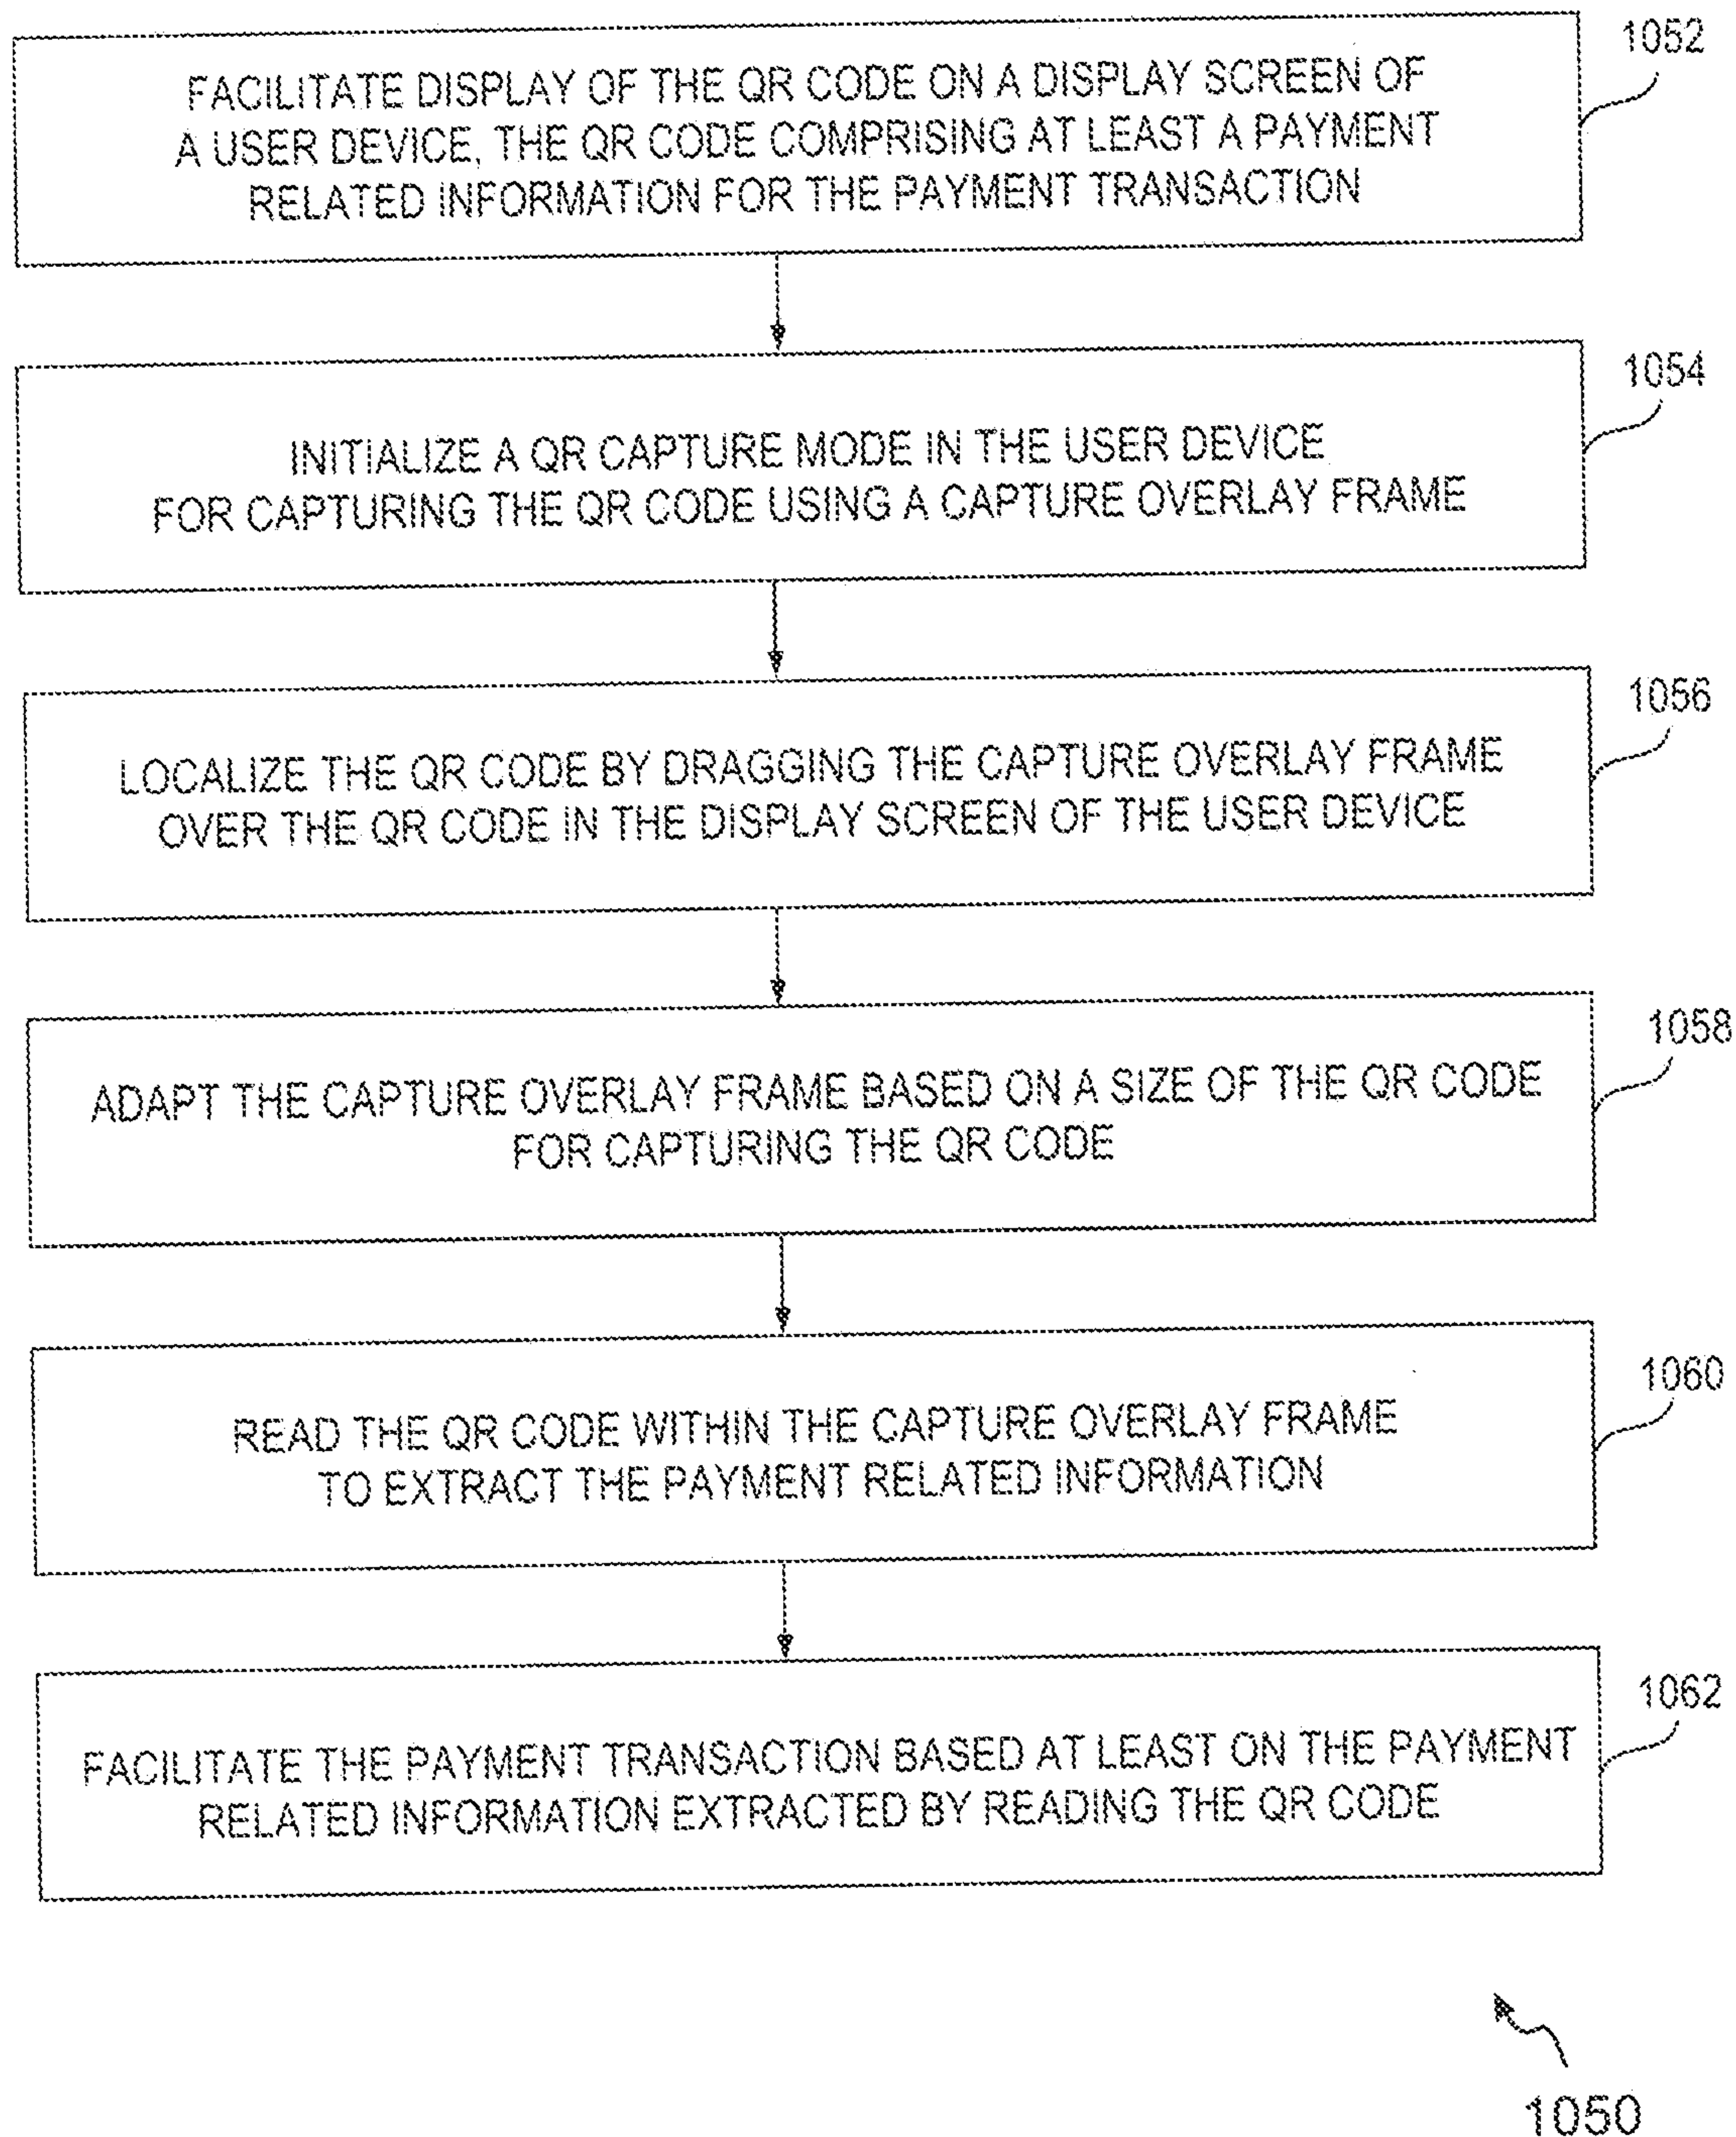 1052
FACILITATE DISPLAY OF THE QR CODE ON A DISPLAY SCREEN OF
A USER DEVICE, THE QR CODE COMPRISING AT LEAST A PAYMENT
RELATED INFORMATION FOR THE PAYMENT TRANSACTION
1054
INITIALIZE A QR CAPTURE MODE IN THE USER DEVICE
FOR CAPTURING THE QR CODE USING A CAPTURE OVERLAY FRAME
1056
LOCALIZE THE QR CODE BY DRAGGING THE CAPTURE OVERLAY FRAME
OVER THE QR CODE IN THE DISPLAY SCREEN OF THE USER DEVICE
1058
ADAPT THE CAPTURE OVERLAY FRAME BASED ON A SIZE OF THE QR CODE
FOR CAPTURING THE QR CODE
1060
READ THE QR CODE WITHIN THE CAPTURE OVERLAY FRAME
TO EXTRACT THE PAYMENT RELATED INFORMATION
1062
FACILITATE THE PAYMENT TRANSACTION BASED AT LEAST ON THE PAYMENT
RELATED INFORMATION EXTRACTED BY READING THE QR CODE
1050